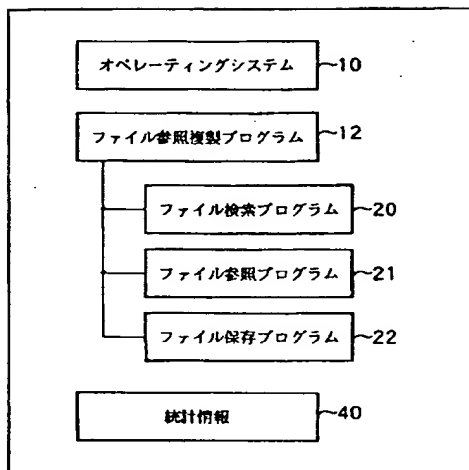 オペレーティングシステム 10
ファイル参照複製プログラム 12
ファイル検索プログラム 20
ファイル参照プログラム 21
ファイル保存プログラム 22
統計情報 40